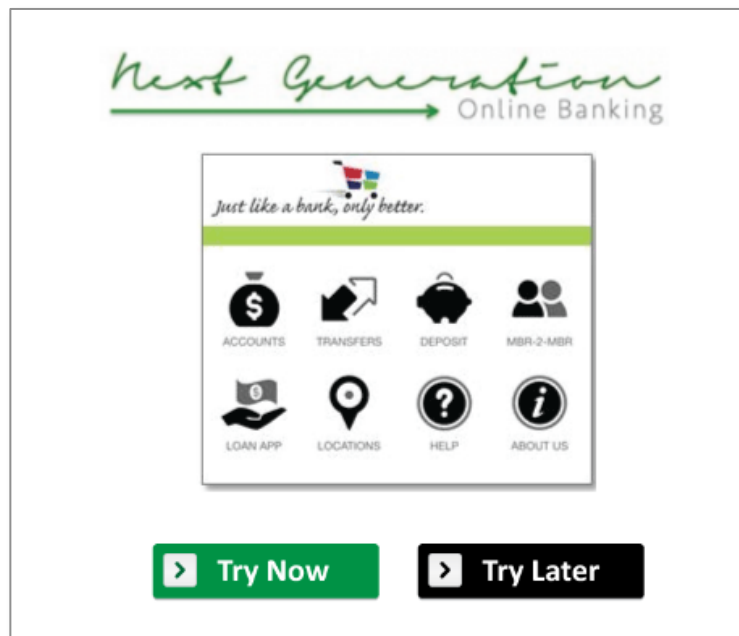 Next Generation
Online Banking
Just like a bank, only better.
ACCOUNTS TRANSFERS DEPOSIT MBR-2-MBR
LOAN APP LOCATIONS HELP ABOUT US
Try Now Try Later